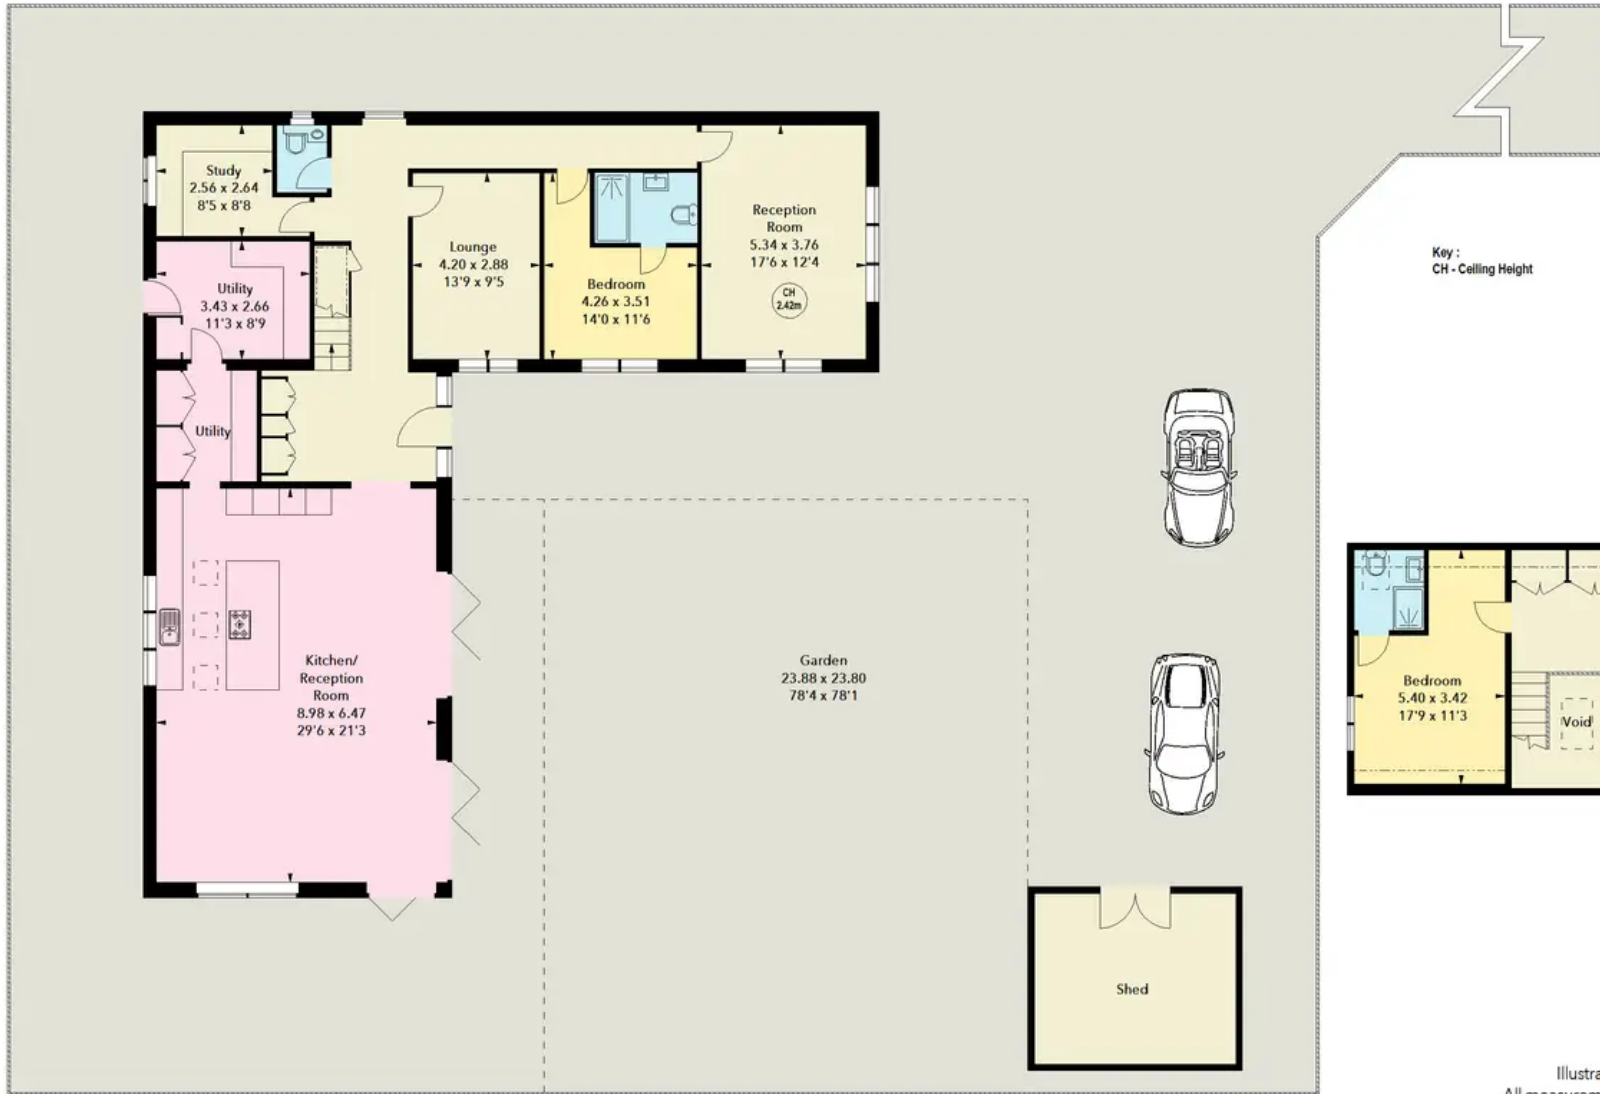 Study
2.56 x 2.64
8'5 x 8'8
Utility
3.43 x 2.66
11'3 x 8'9
Utility
Lounge
4.20 x 2.88
13'9 x 9'5
Bedroom
4.26 x 3.51
14'0 x 11'6
Reception
Room
5.34 x 3.76
17'6 x 12'4
CH
2.42m
Kitchen/
Reception
Room
8.98 x 6.47
29'6 x 21'3
Garden
23.88 x 23.80
78'4 x 78'1
Shed
Key :
CH - Ceiling Height
Bedroom
5.40 x 3.42
17'9 x 11'3
Void
Illustra